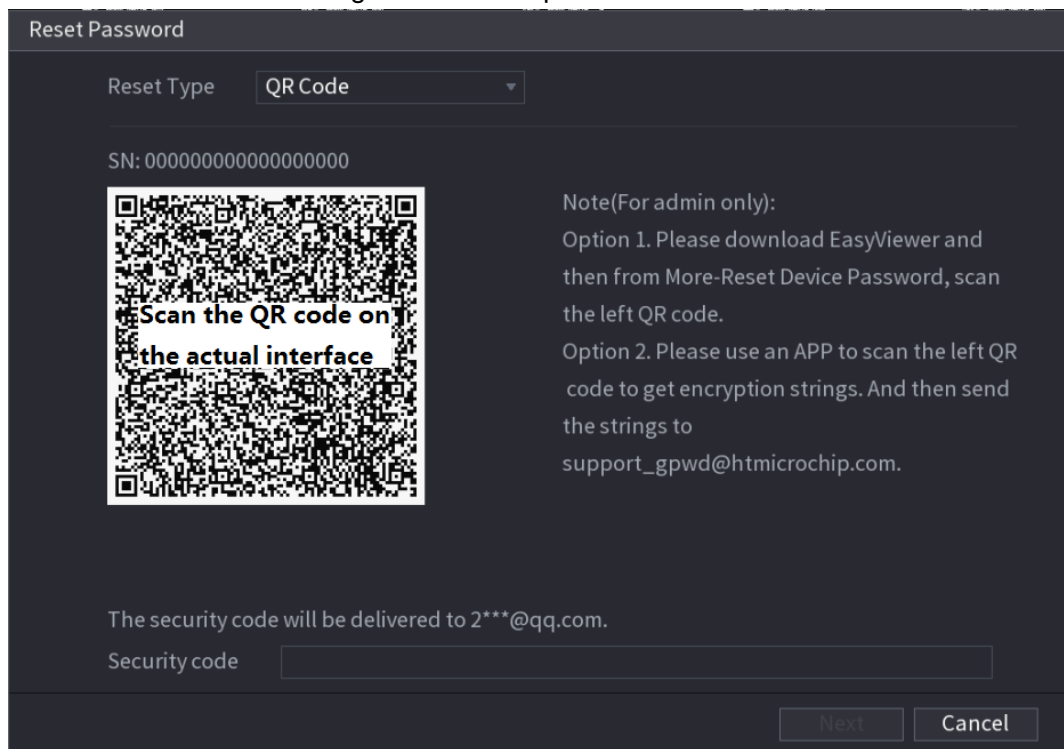 Reset Password
Reset Type QR Code
SN: 000000000000000000
Scan the QR code on
the actual interface
Note(For admin only):
Option 1. Please download EasyViewer and
then from More-Reset Device Password, scan
the left QR code.
Option 2. Please use an APP to scan the left QR
code to get encryption strings. And then send
the strings to
support_gpwd@htmicrochip.com.
The security code will be delivered to 2***@qq.com.
Security code
Next Cancel